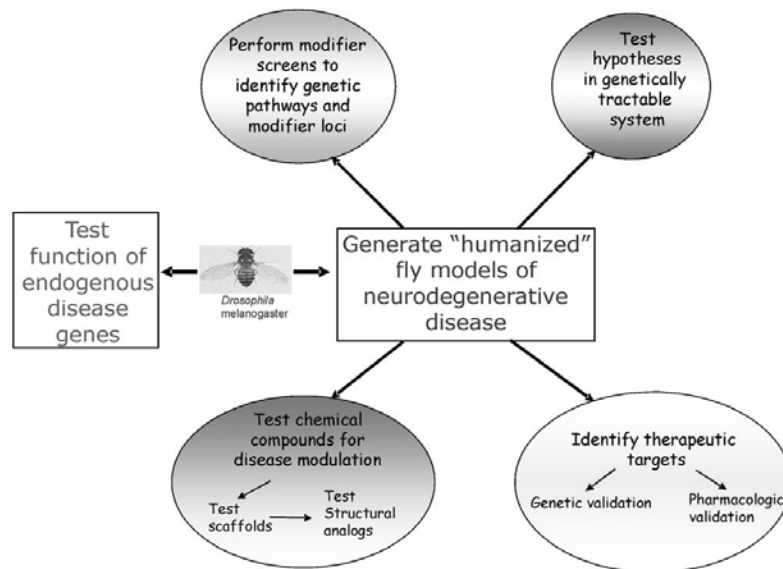 Perform modifier
screens to
identify genetic
pathways and
modifier loci
Test
hypotheses in
genetically
tractable
system
Test
function of
endogenous
disease
genes
Drosophila
melanogaster
Generate “humanized”
fly models of
neurodegenerative
disease
Test chemical
compounds for
disease modulation
Test
scaffolds
Test
Structural
analogs
Identify therapeutic
targets
Genetic validation
Pharmacologic
validation